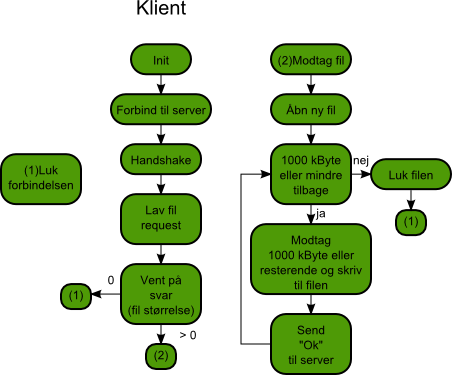 Klient
Init
Forbind til server
Handshake
Lav fil
request
Vent på
svar
(fil størrelse)
0
(1)
> 0
(2)
(1)Luk
forbindelsen
(2)Modtag fil
Åbn ny fil
1000 kByte
eller mindre
tilbage
nej
Luk filen
(1)
ja
Modtag
1000 kByte eller
resterende og skriv
til filen
Send
"Ok"
til server